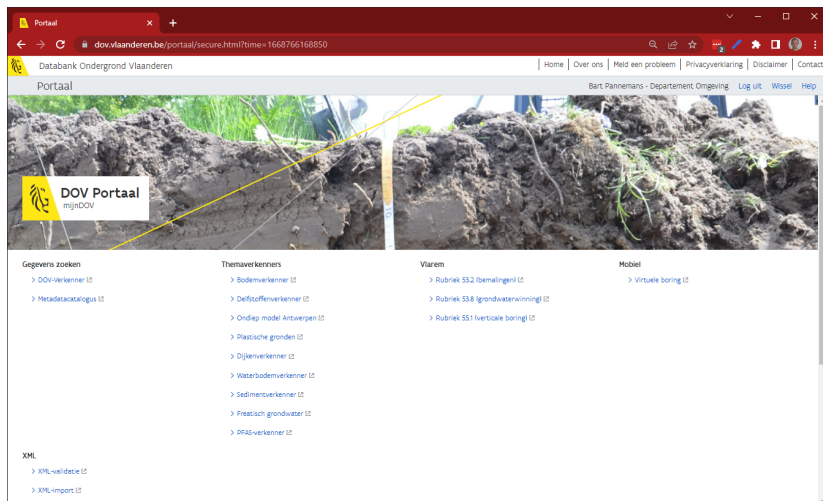 Portaal
dov.vlaanderen.be/portal/secure.html?time=1668766168850
2
Databank Ondergrond Vlaanderen
Home | Over ons | Meld een probleem | Privacyverklaring | Disclaimer | Contact
Portaal
Bart Pannemans - Departement Omgeving Log uit Wissel Help
DOV Portaal
mijnDOV
Gegevens zoeken
> DOV-Verkenner
> Metadatacatalogus
Themaverkenners
> Bodemverkenner
> Delfstoffenverkenner
> Ondiep model Antwerpen
> Plastische gronden
> Dijkenverkenner
> Waterbodemverkenner
> Sedimentverkenner
> Freatisch grondwater
> PFAS-verkenner
Vlarem
> Rubriek 53.2 (bemalingen)
> Rubriek 53.8 (grondwaterwinning)
> Rubriek 55.1 (verticale boring)
Mobiel
> Virtuele boring
XML
> XML-validatie
> XML-import